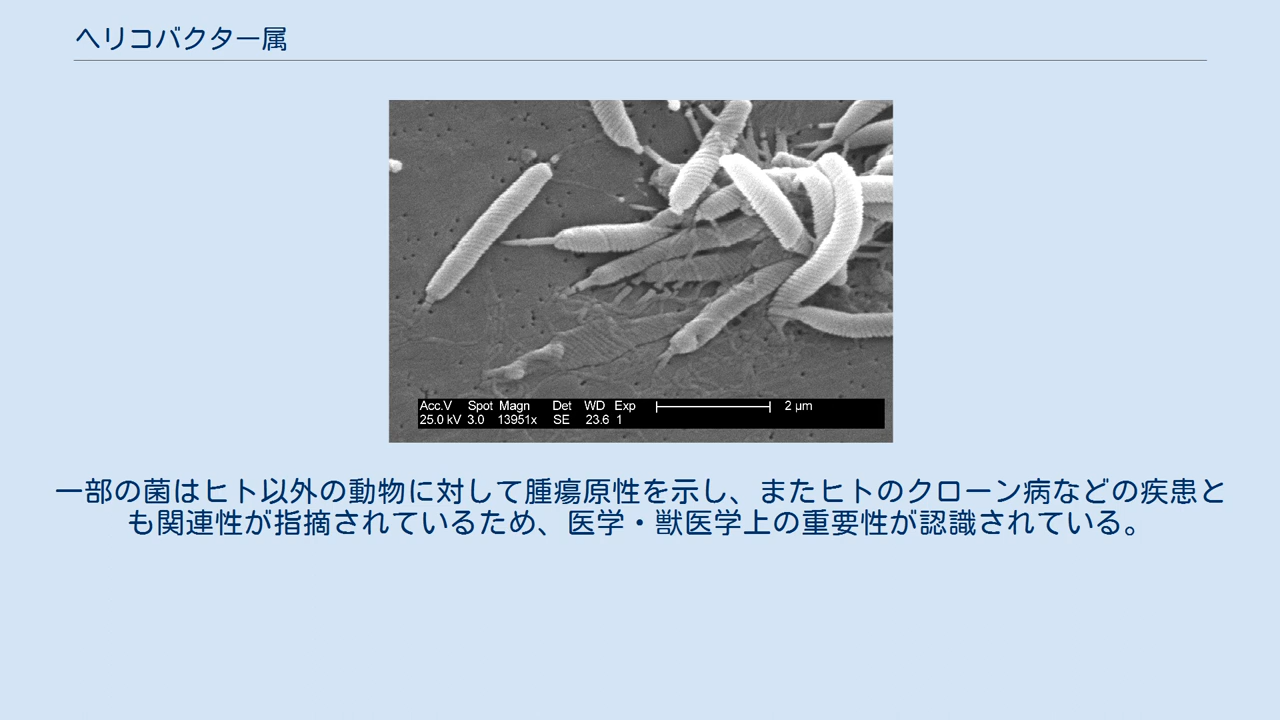 ヘリコバクター属
Acc.V Spot Magn Det WD Exp 2 µm
25.0 kV 3.0 13951x SE 23.6 1
一部の菌はヒト以外の動物に対して腫瘍原性を示し、またヒトのクローン病などの疾患と
も関連性が指摘されているため、医学・獣医学上の重要性が認識されている。